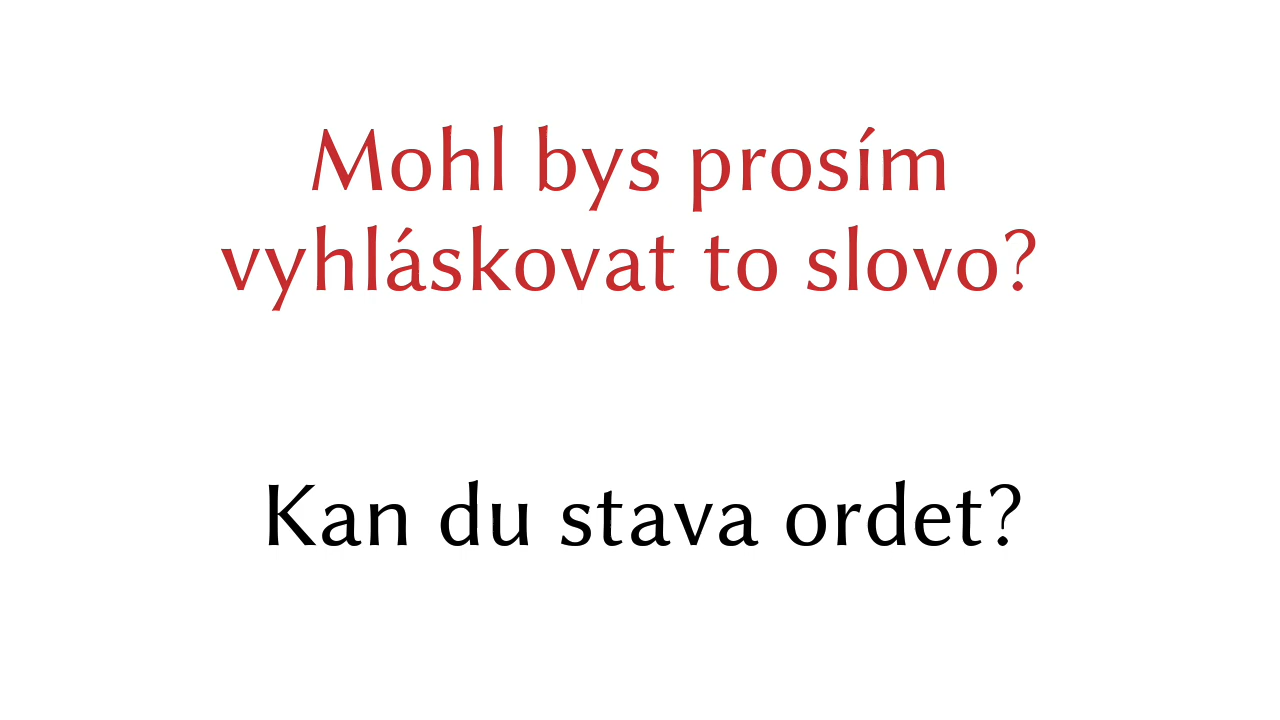 Mohl bys prosím
vyhláskovat to slovo?
Kan du stava ordet?